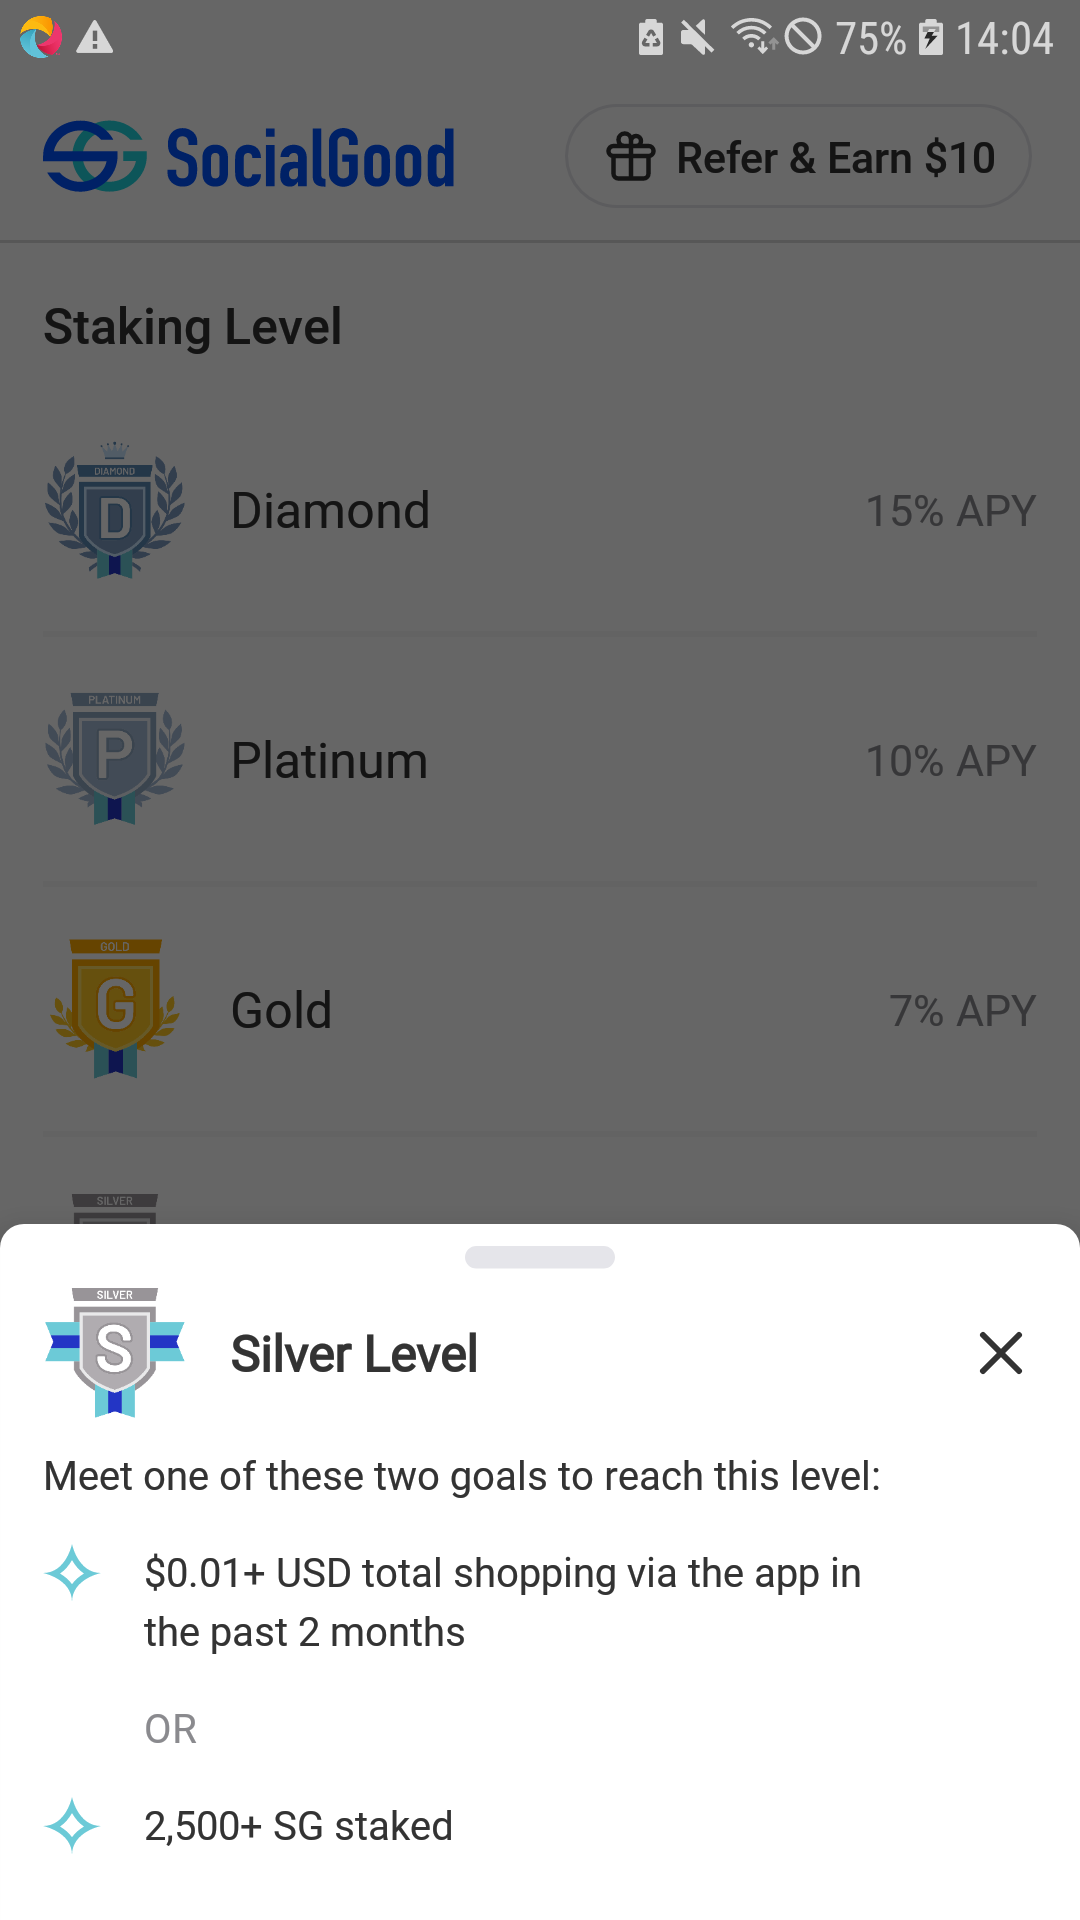 75% 14:04
SG SocialGood Refer & Earn $10
Staking Level
DIAMOND
D
Diamond 15% APY
PLATINUM
P
Platinum 10% APY
GOLD
G
Gold 7% APY
SILVER
SILVER
S
Silver Level
Meet one of these two goals to reach this level:
$0.01+ USD total shopping via the app in
the past 2 months
OR
2,500+ SG staked